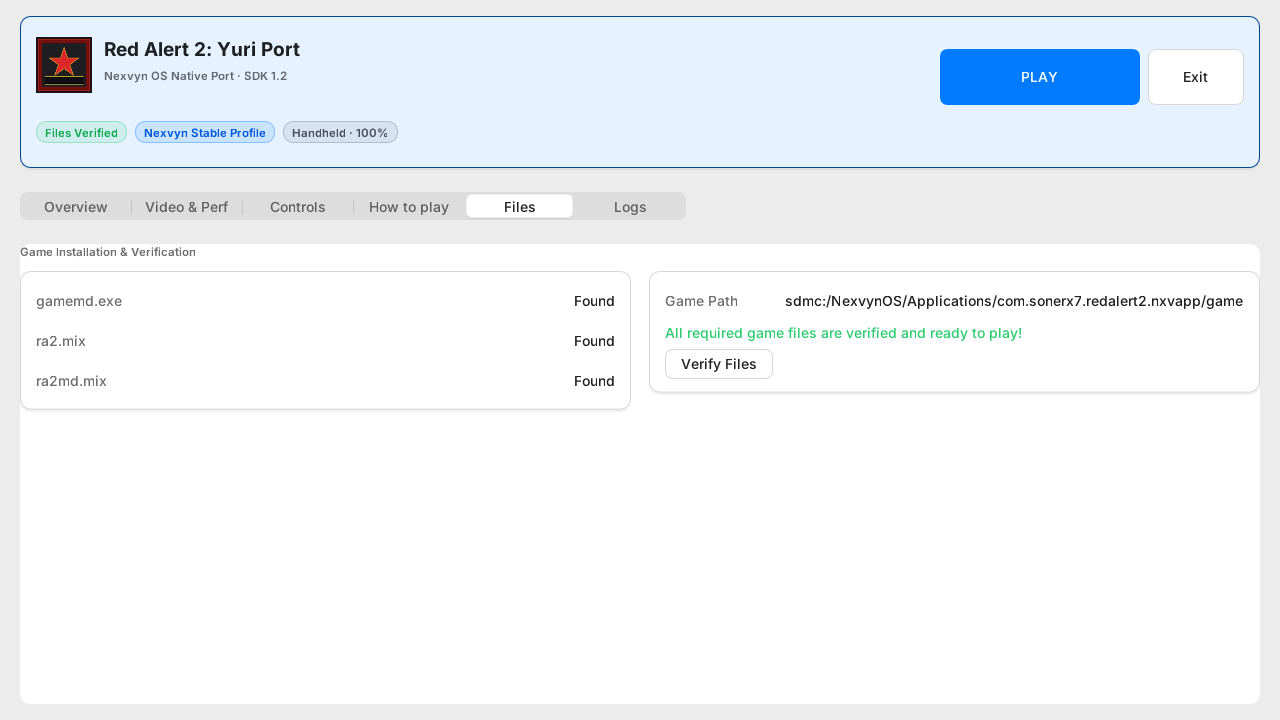 Red Alert 2: Yuri Port
Nexvyn OS Native Port · SDK 1.2
PLAY
Exit
Files Verified
Nexvyn Stable Profile
Handheld · 100%
Overview
Video & Perf
Controls
How to play
Files
Logs
Game Installation & Verification
gamemd.exe Found
ra2.mix Found
ra2md.mix Found
Game Path sdmc:/NexvynOS/Applications/com.sonerx7.redalert2.nxvapp/game
All required game files are verified and ready to play!
Verify Files